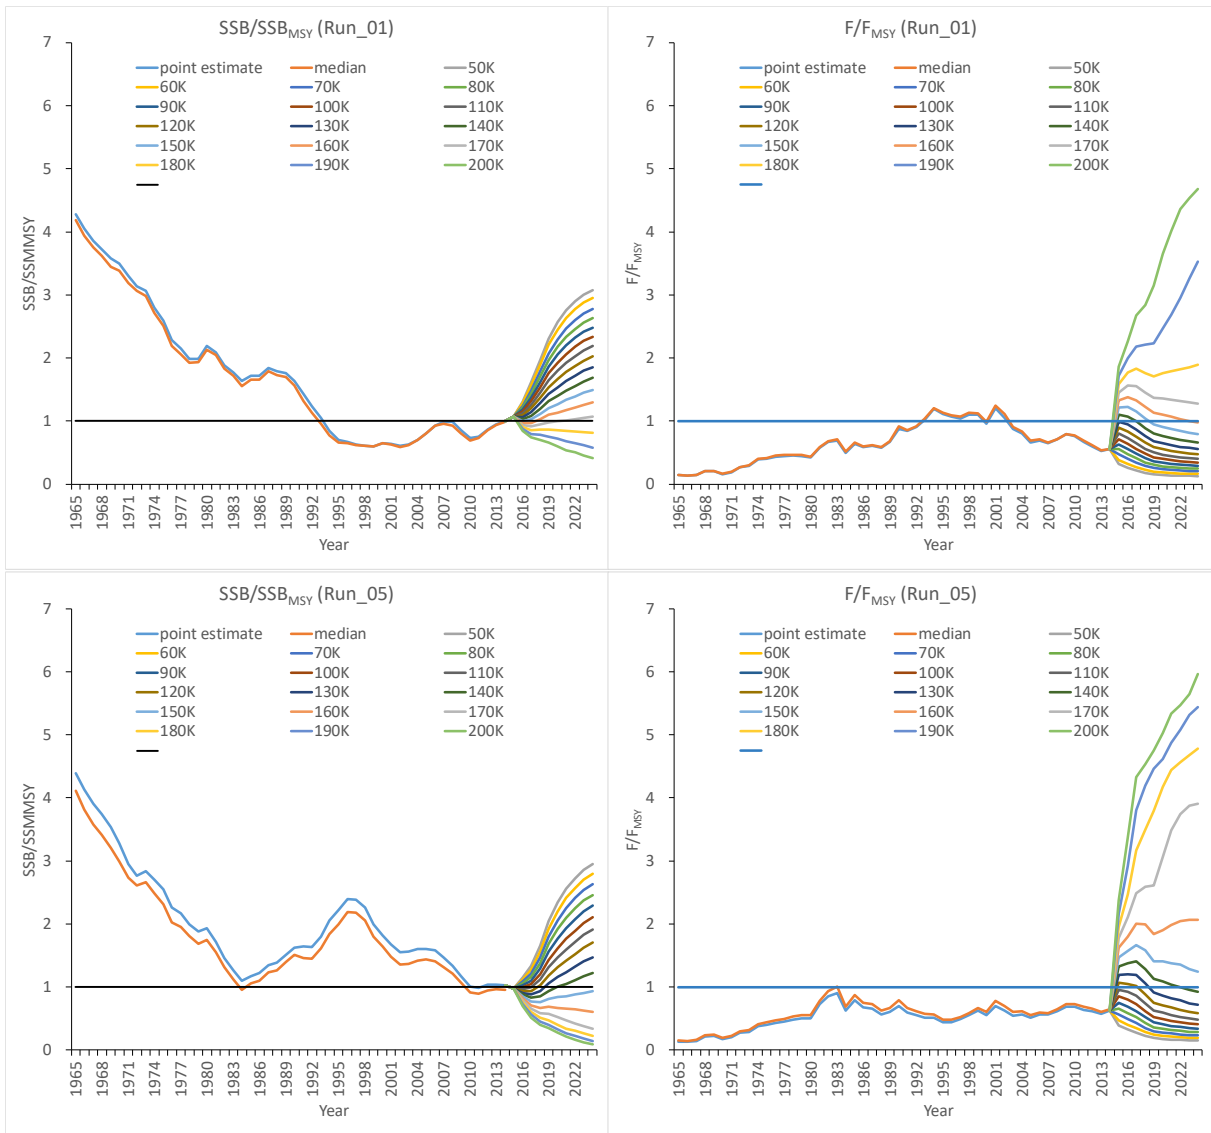 SSB/SSBMSY (Run_01)
7
6
5
4
3
2
1
0
SSB/SSMMSY
point estimate median 50K
60K 70K 80K
90K 100K 110K
120K 130K 140K
150K 160K 170K
180K 190K 200K
1965 1968 1971 1974 1977 1980 1983 1986 1989 1992 1995 1998 2001 2004 2007 2010 2013 2016 2019 2022
Year
F/FMSY (Run_01)
7
6
5
4
3
2
1
0
F/FMSY
point estimate median 50K
60K 70K 80K
90K 100K 110K
120K 130K 140K
150K 160K 170K
180K 190K 200K
1965 1968 1971 1974 1977 1980 1983 1986 1989 1992 1995 1998 2001 2004 2007 2010 2013 2016 2019 2022
Year
SSB/SSBMSY (Run_05)
7
6
5
4
3
2
1
0
SSB/SSMMSY
point estimate median 50K
60K 70K 80K
90K 100K 110K
120K 130K 140K
150K 160K 170K
180K 190K 200K
1965 1968 1971 1974 1977 1980 1983 1986 1989 1992 1995 1998 2001 2004 2007 2010 2013 2016 2019 2022
Year
F/FMSY (Run_05)
7
6
5
4
3
2
1
0
F/FMSY
point estimate median 50K
60K 70K 80K
90K 100K 110K
120K 130K 140K
150K 160K 170K
180K 190K 200K
1965 1968 1971 1974 1977 1980 1983 1986 1989 1992 1995 1998 2001 2004 2007 2010 2013 2016 2019 2022
Year